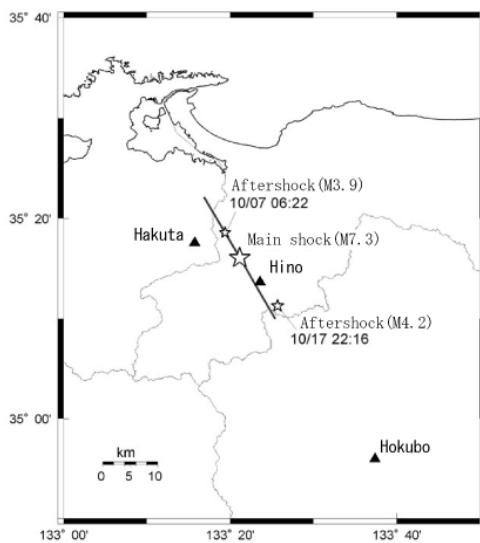 35° 40'
Aftershock(M3.9)
10/07 06:22
35° 20'
Hakuta
Main shock(M7.3)
Hino
Aftershock(M4.2)
10/17 22:16
35° 00'
km
0 5 10
Hokubo
133° 00' 133° 20' 133° 40'